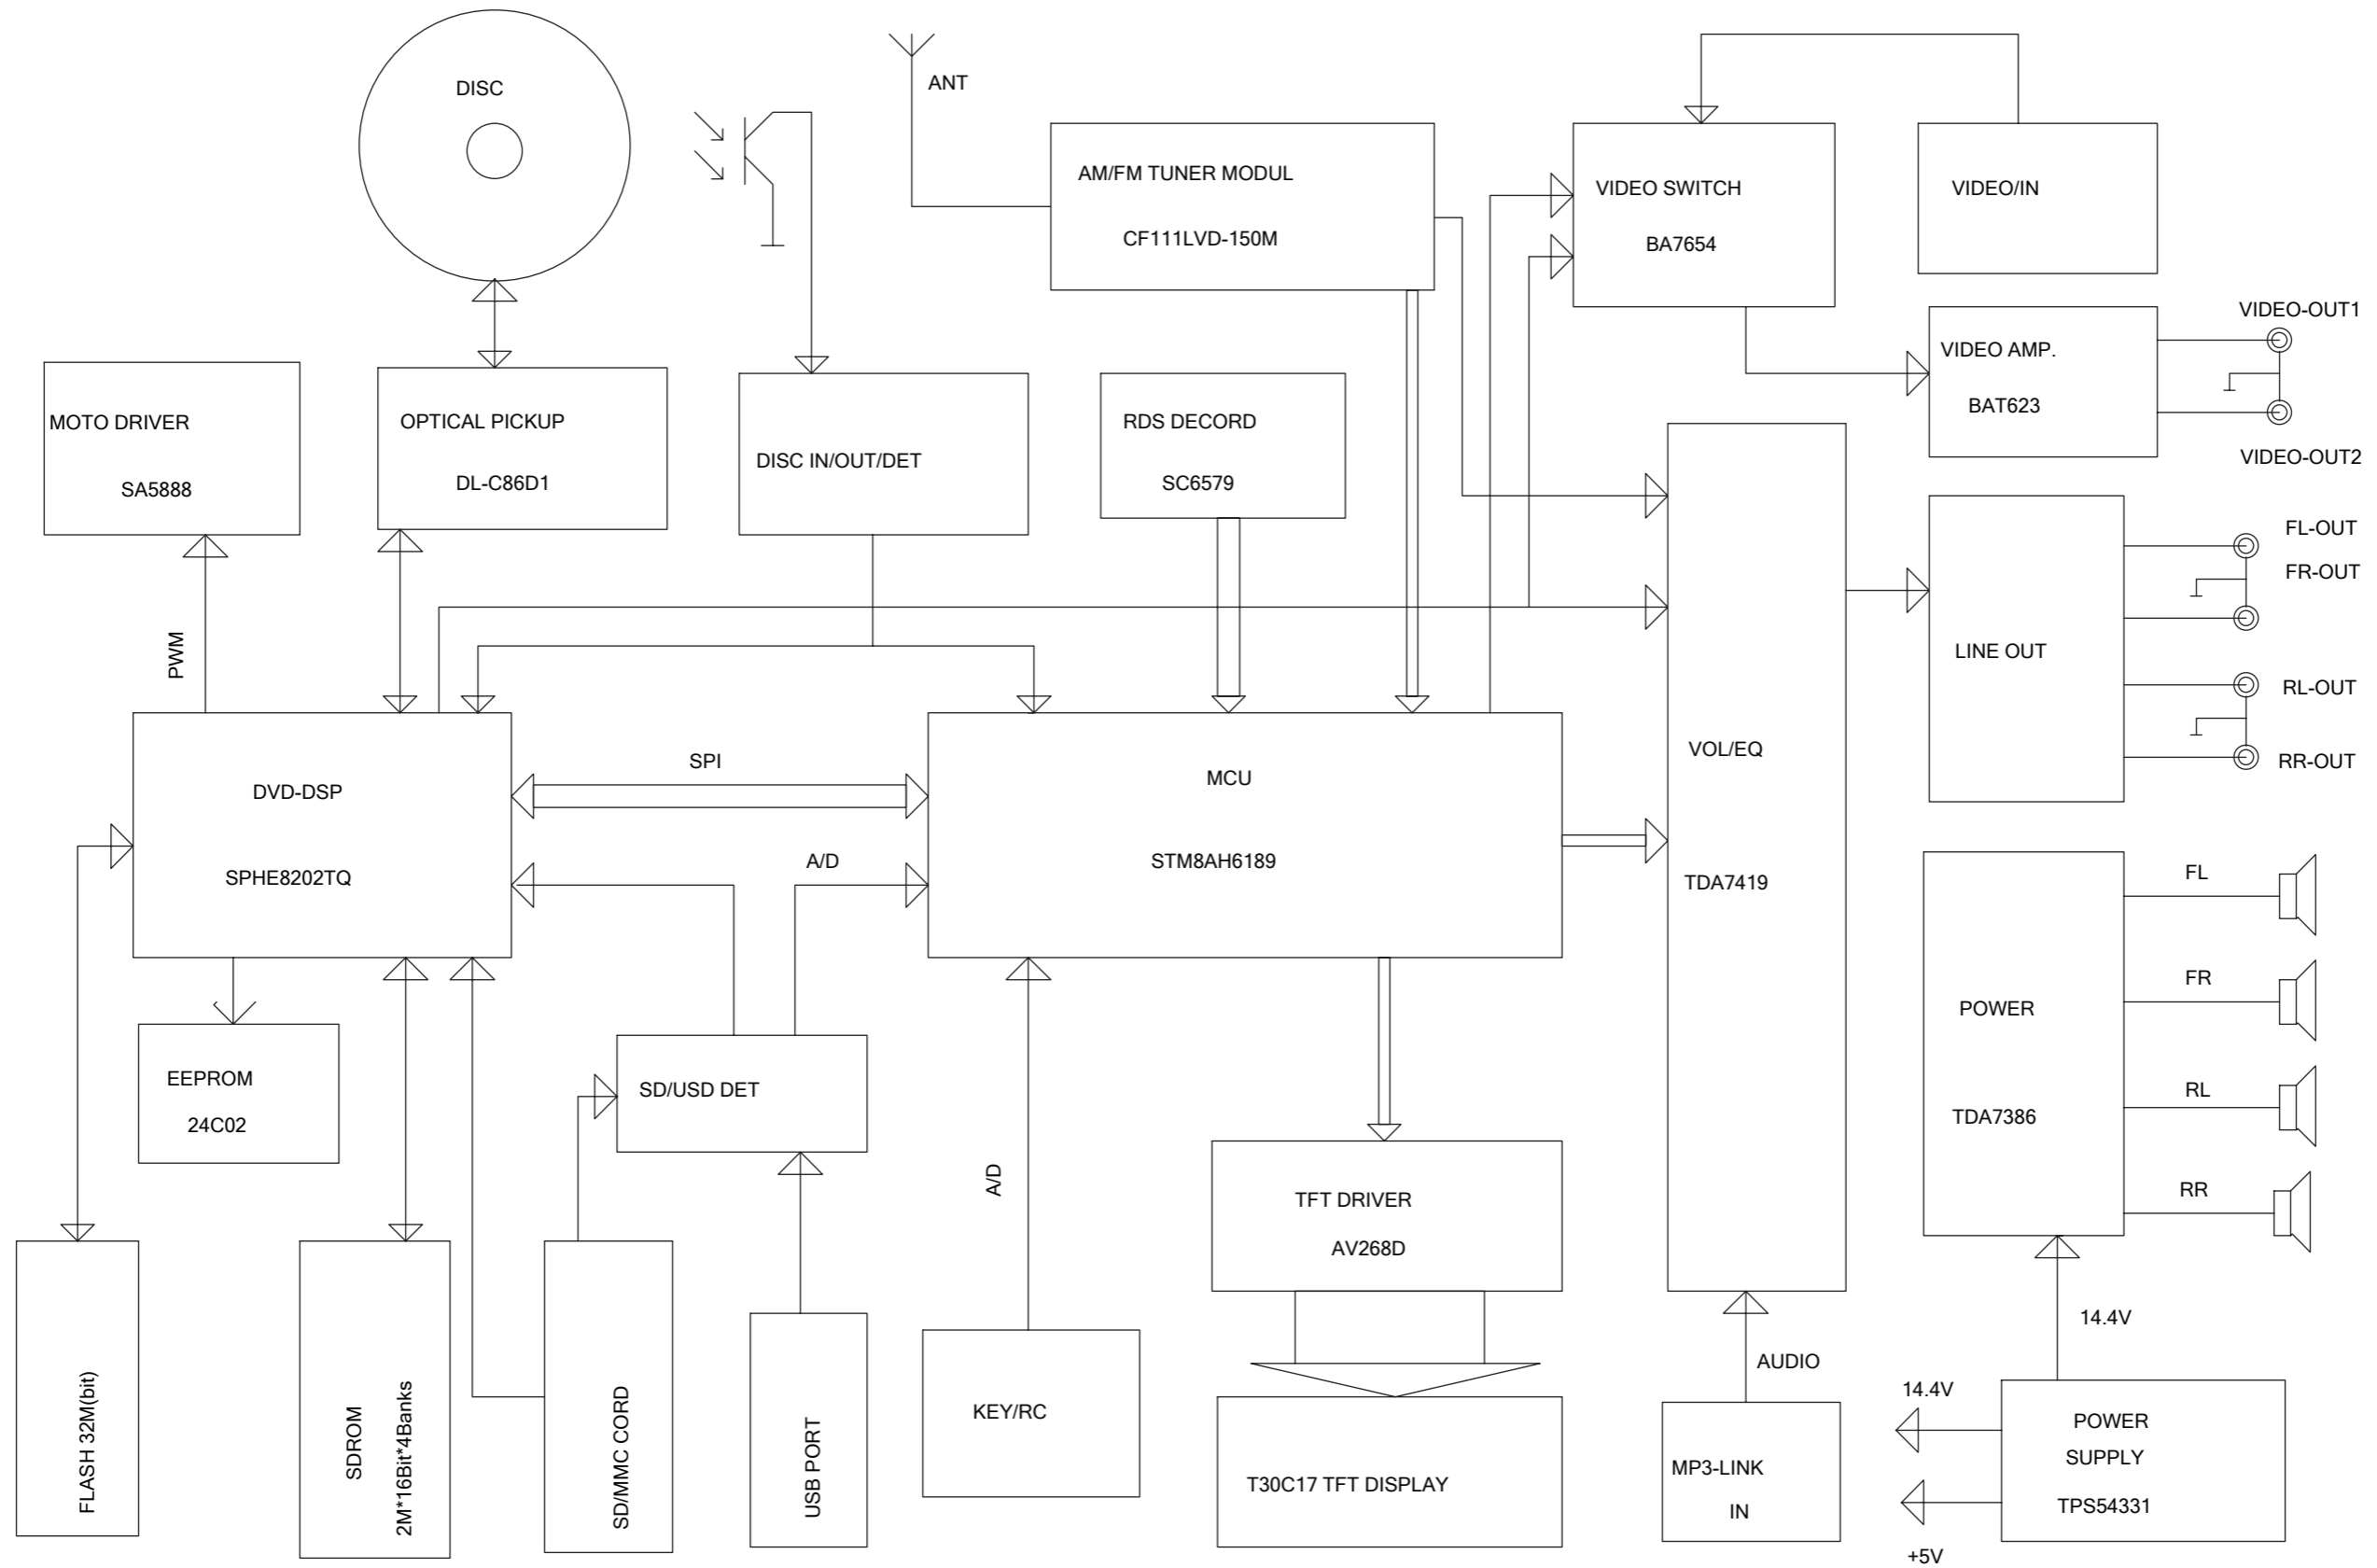 DISC
ANT
AM/FM TUNER MODUL
CF111LVD-150M
VIDEO SWITCH
BA7654
VIDEO/IN
VIDEO-OUT1
VIDEO AMP.
BAT623
VIDEO-OUT2
MOTO DRIVER
SA5888
OPTICAL PICKUP
DL-C86D1
DISC IN/OUT/DET
RDS DECORD
SC6579
FL-OUT
FR-OUT
LINE OUT
RL-OUT
RR-OUT
PWM
SPI
DVD-DSP
SPHE8202TQ
A/D
MCU
STM8AH6189
VOL/EQ
TDA7419
FL
FR
POWER
RL
TDA7386
RR
EEPROM
24C02
SD/USD DET
A/D
TFT DRIVER
AV268D
14.4V
AUDIO
FLASH 32M(bit)
SDROM
2M*16Bit*4Banks
SD/MMC CORD
USB PORT
KEY/RC
T30C17 TFT DISPLAY
MP3-LINK
IN
14.4V
POWER
SUPPLY
TPS54331
+5V